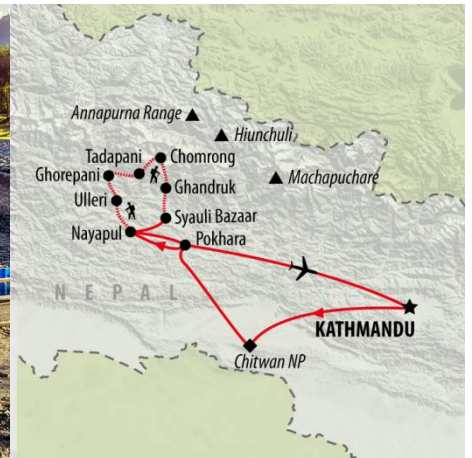 Annapurna Range
Hiunchuli
Tadapani
Chomrong
Machapuchare
Ghorepani
Ghandruk
Ulleri
Syauli Bazaar
Nayapul
Pokhara
NEPAL
KATHMANDU
Chitwan NP